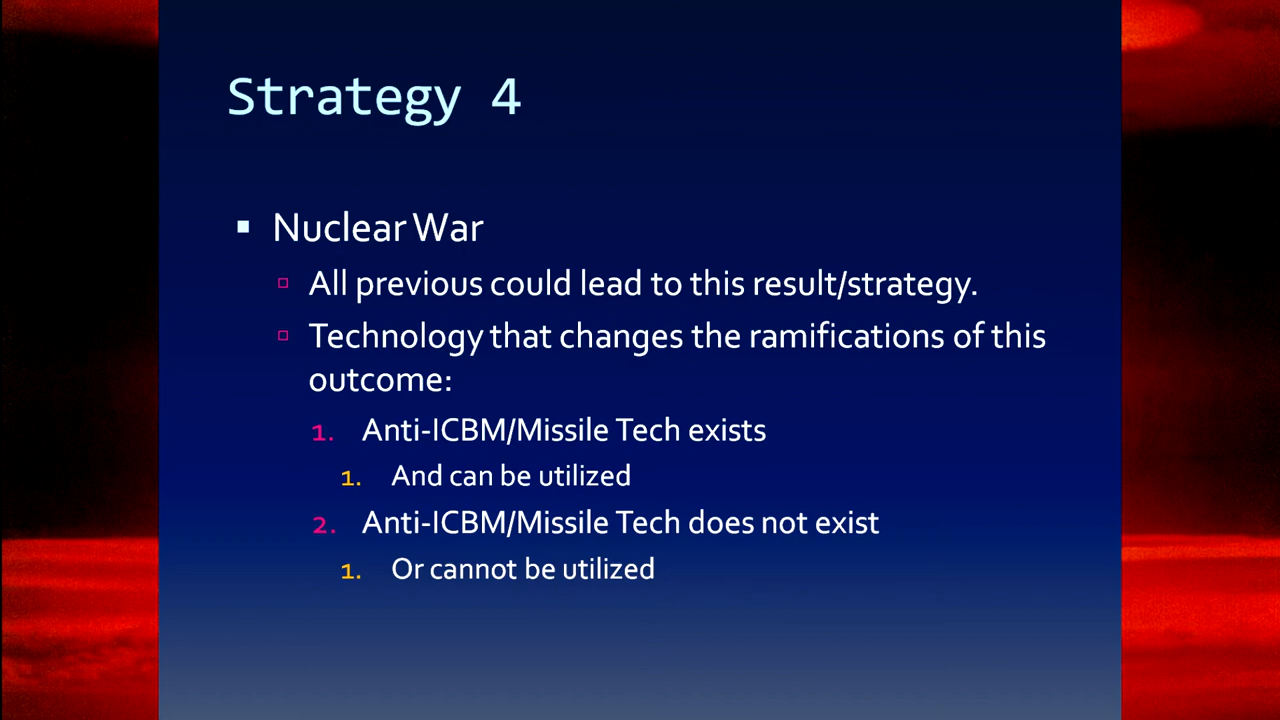 Strategy 4
▪ Nuclear War
▫ All previous could lead to this result/strategy.
▫ Technology that changes the ramifications of this
outcome:
1. Anti-ICBM/Missile Tech exists
1. And can be utilized
2. Anti-ICBM/Missile Tech does not exist
1. Or cannot be utilized